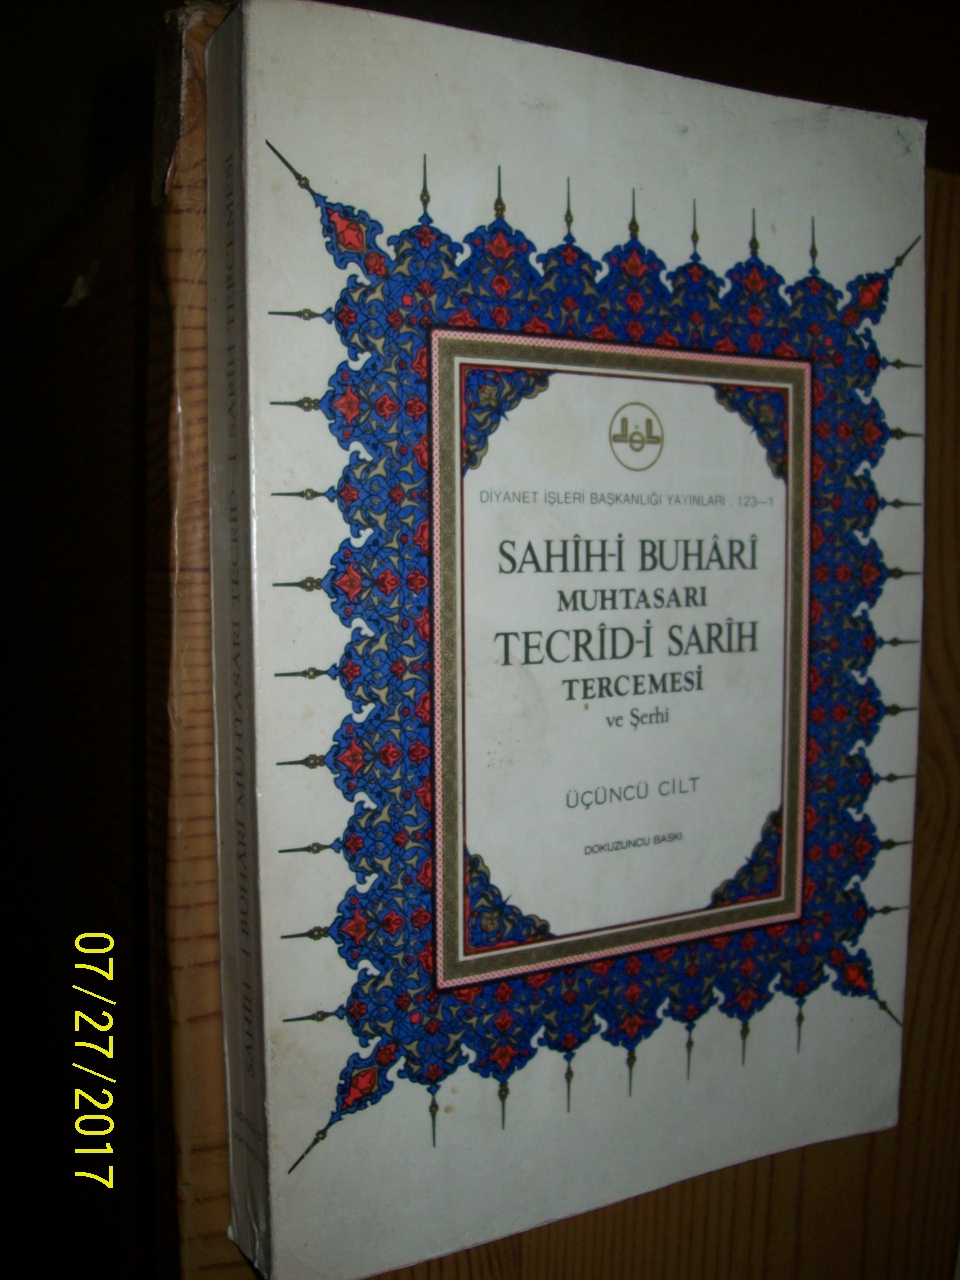 DİYANET İŞLERİ BAŞKANLIĞI YAYINLARI : 123—1
SAHÎH-İ BUHÂRÎ
MUHTASARI
TECRÎD-İ SARÎH
TERCEMESİ
ve Şerhi
ÜÇÜNCÜ CİLT
DOKUZUNCU BASKI
SAHÎH-İ BUHÂRÎ MUHTASARI TECRÎD-İ SARÎH TERCEMESİ
07/27/2017